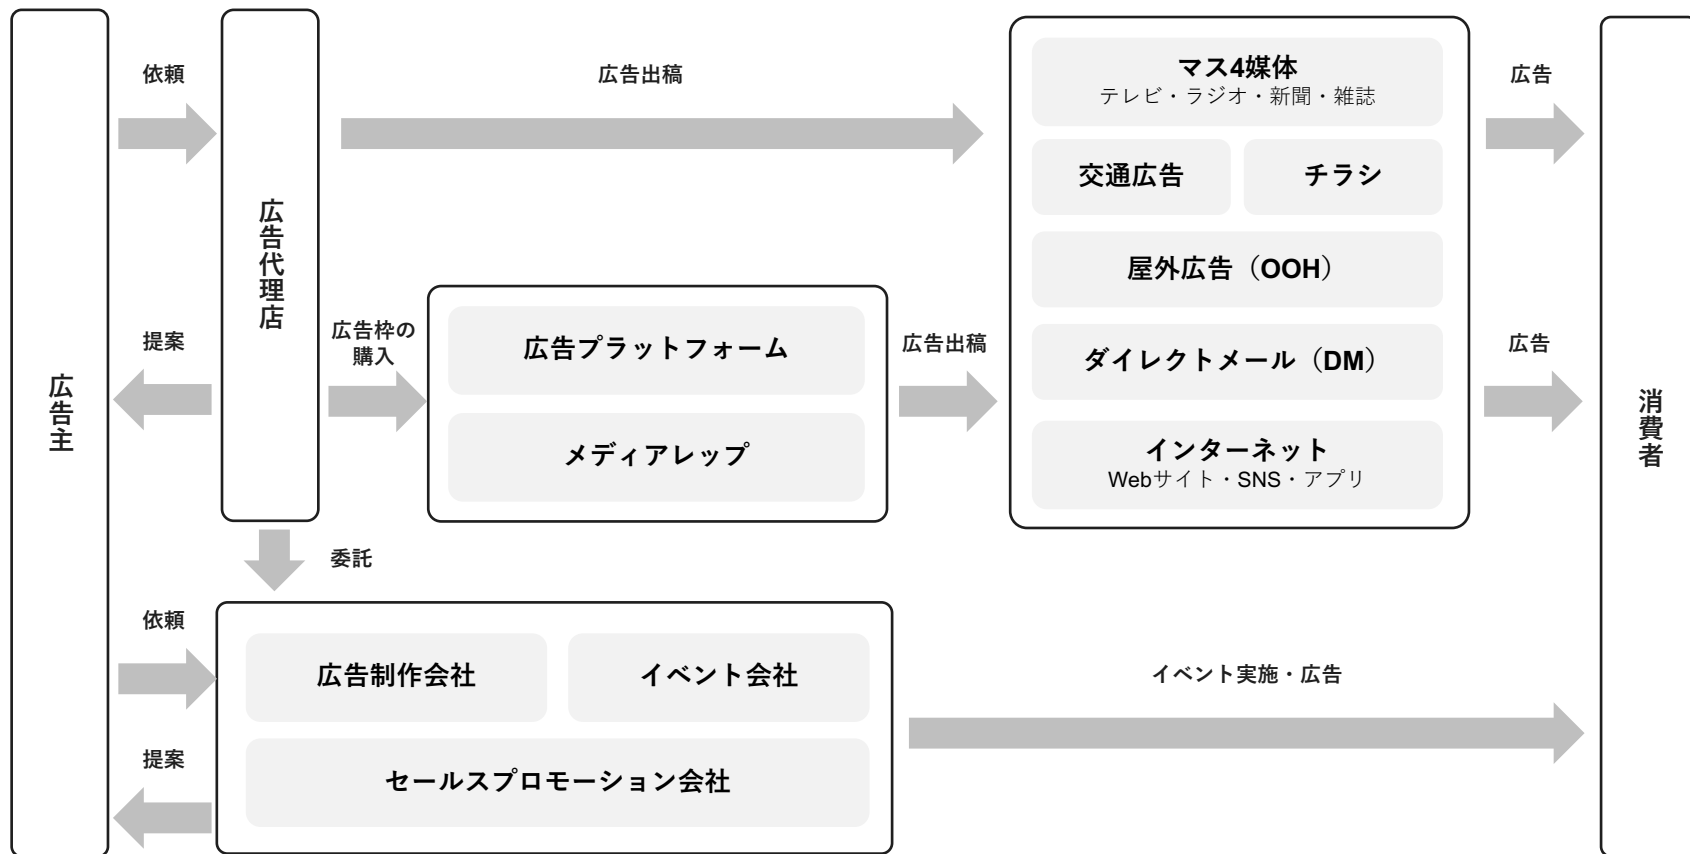 広告主
依頼
提案
依頼
提案
広告代理店
広告出稿
広告枠の
購入
委託
広告プラットフォーム
メディアレップ
広告出稿
マス4媒体
テレビ・ラジオ・新聞・雑誌
交通広告
チラシ
屋外広告（OOH）
ダイレクトメール（DM）
インターネット
Webサイト・SNS・アプリ
広告
広告
広告制作会社
イベント会社
セールスプロモーション会社
イベント実施・広告
消費者